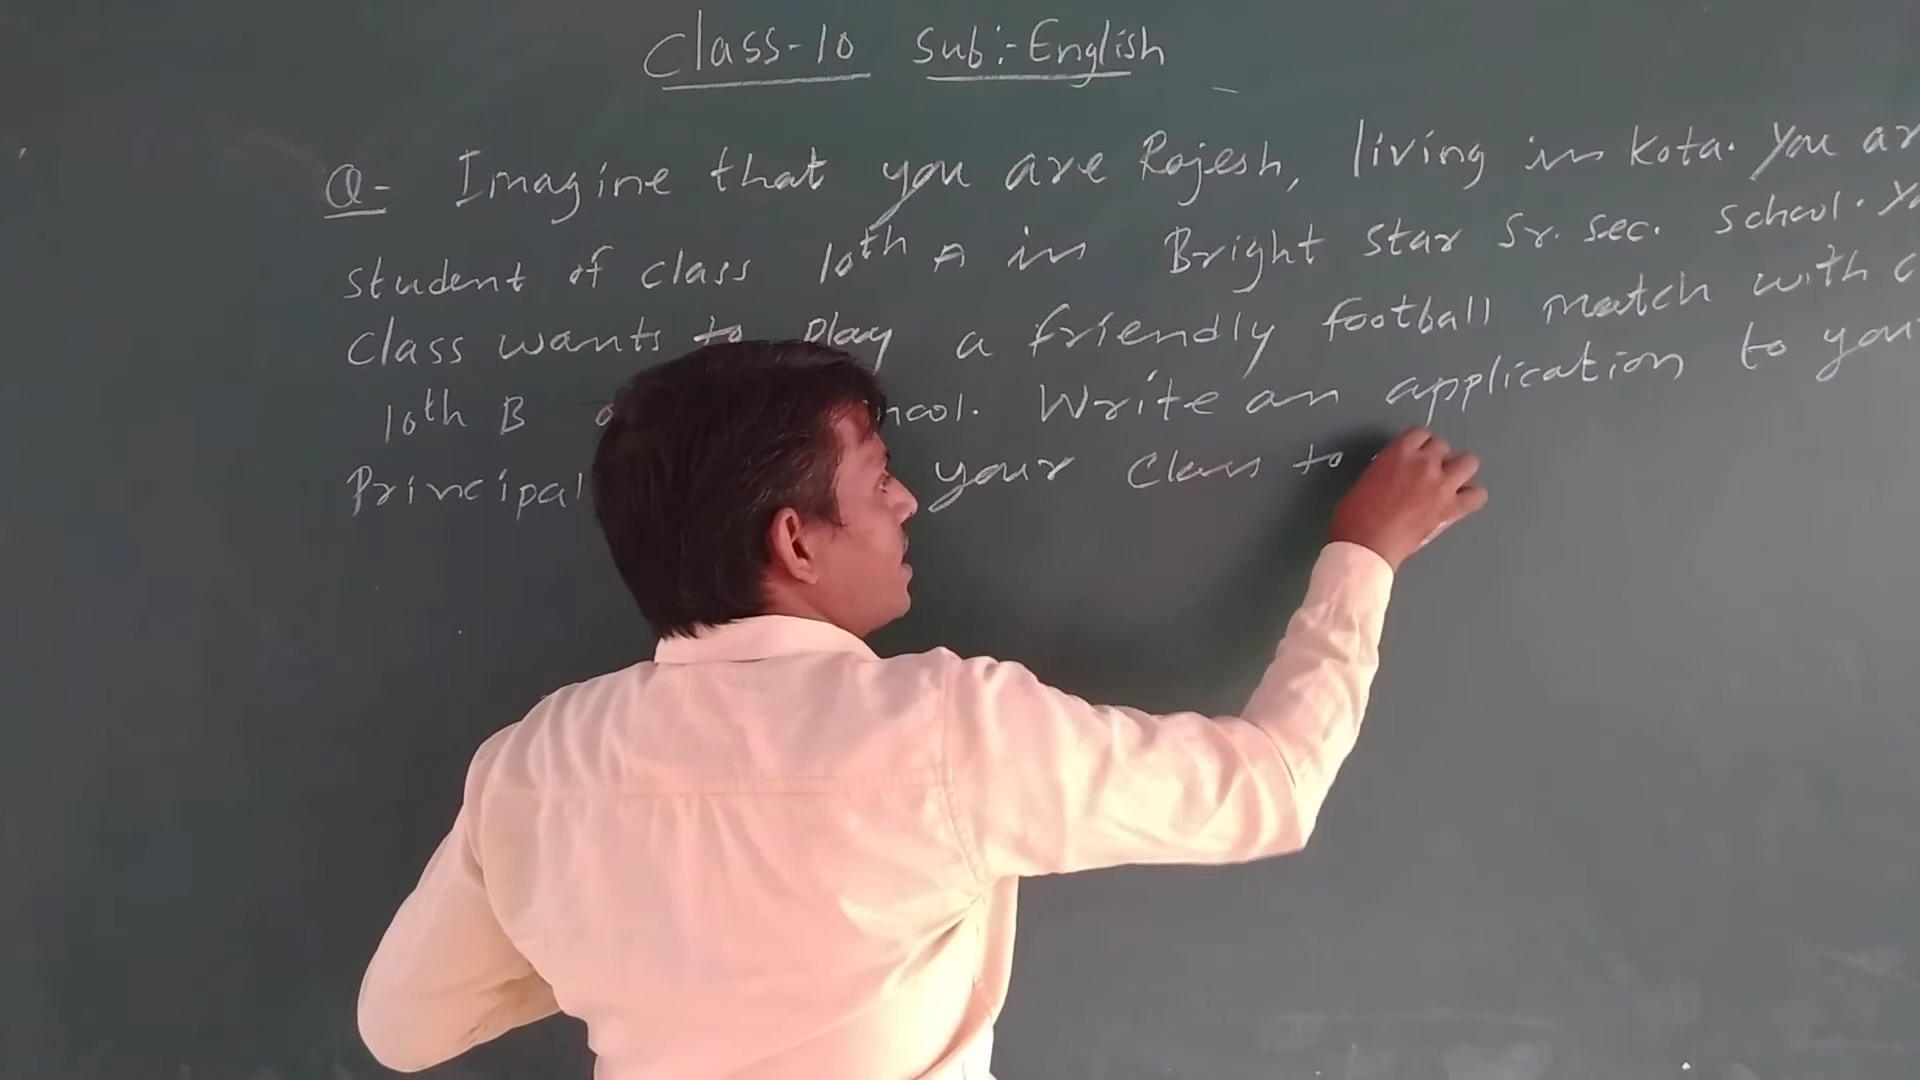 Class-10 Sub:- English
Q- Imagine that you are Rajesh, living in Kota. You
student of class 10th A in Bright Star Sr. Sec. School.
class wants to play a friendly football match with
10th B Write an application to
Principal your class to